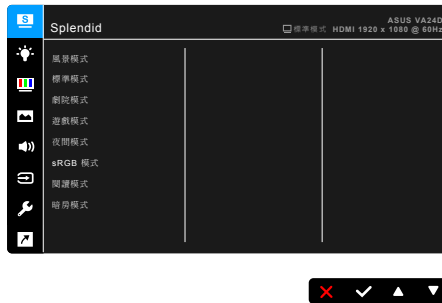 S
Splendid
ASUS VA24D
標準模式 HDMI 1920 x 1080 @ 60Hz
風景模式
標準模式
劇院模式
遊戲模式
夜間模式
sRGB 模式
閱讀模式
暗房模式